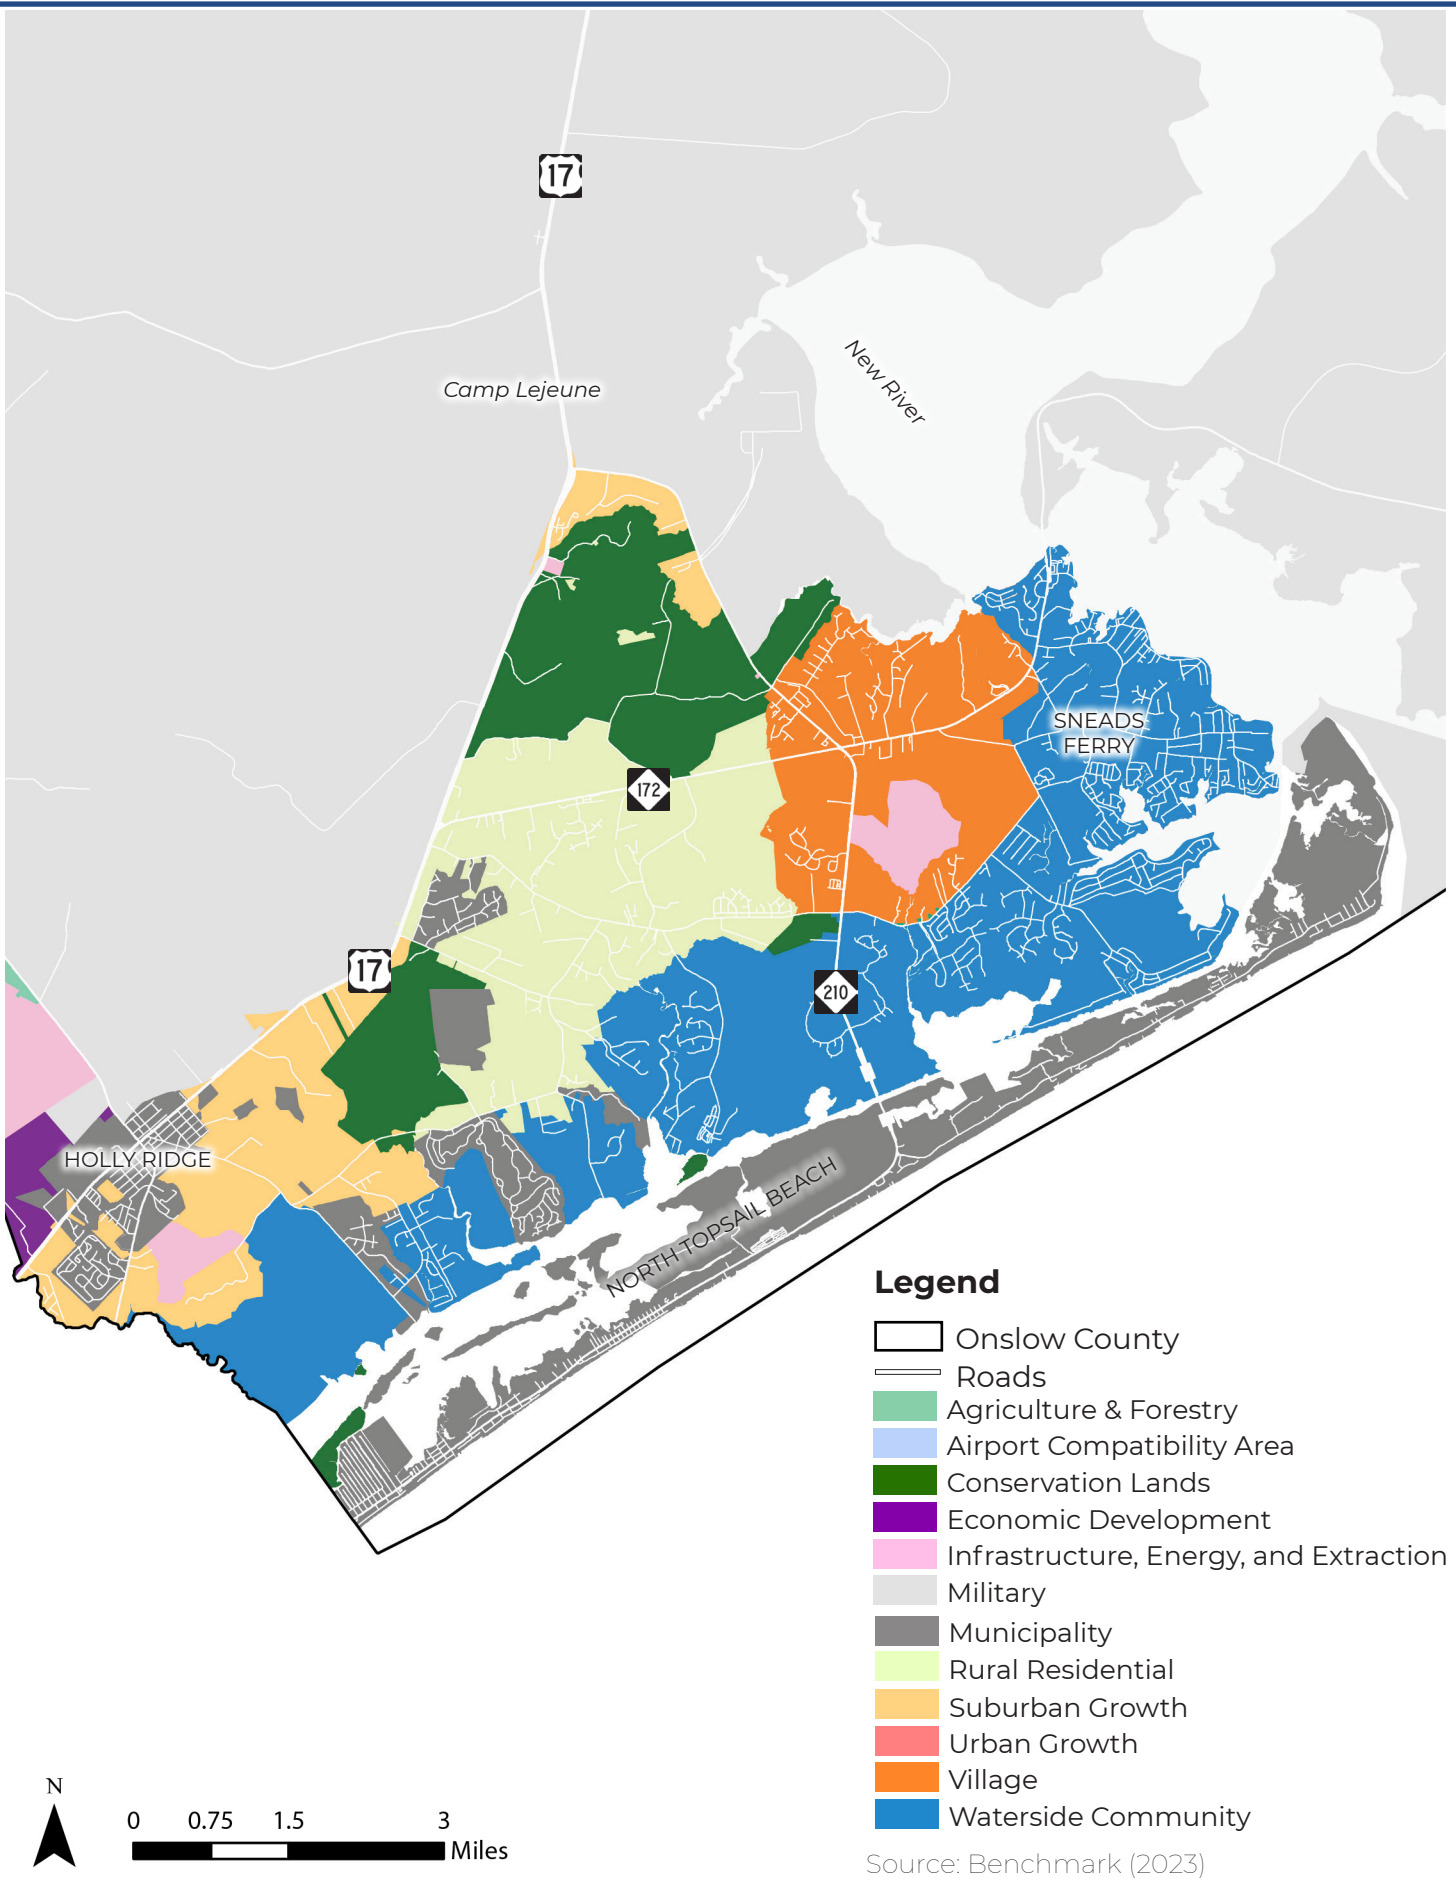 17
Camp Lejeune
New River
SNEADS
FERRY
172
17
210
HOLLY RIDGE
NORTH TOPSAIL BEACH
Legend
Onslow County
Roads
Agriculture & Forestry
Airport Compatibility Area
Conservation Lands
Economic Development
Infrastructure, Energy, and Extraction
Military
Municipality
Rural Residential
Suburban Growth
Urban Growth
Village
Waterside Community
N
0 0.75 1.5 3
Miles
Source: Benchmark (2023)